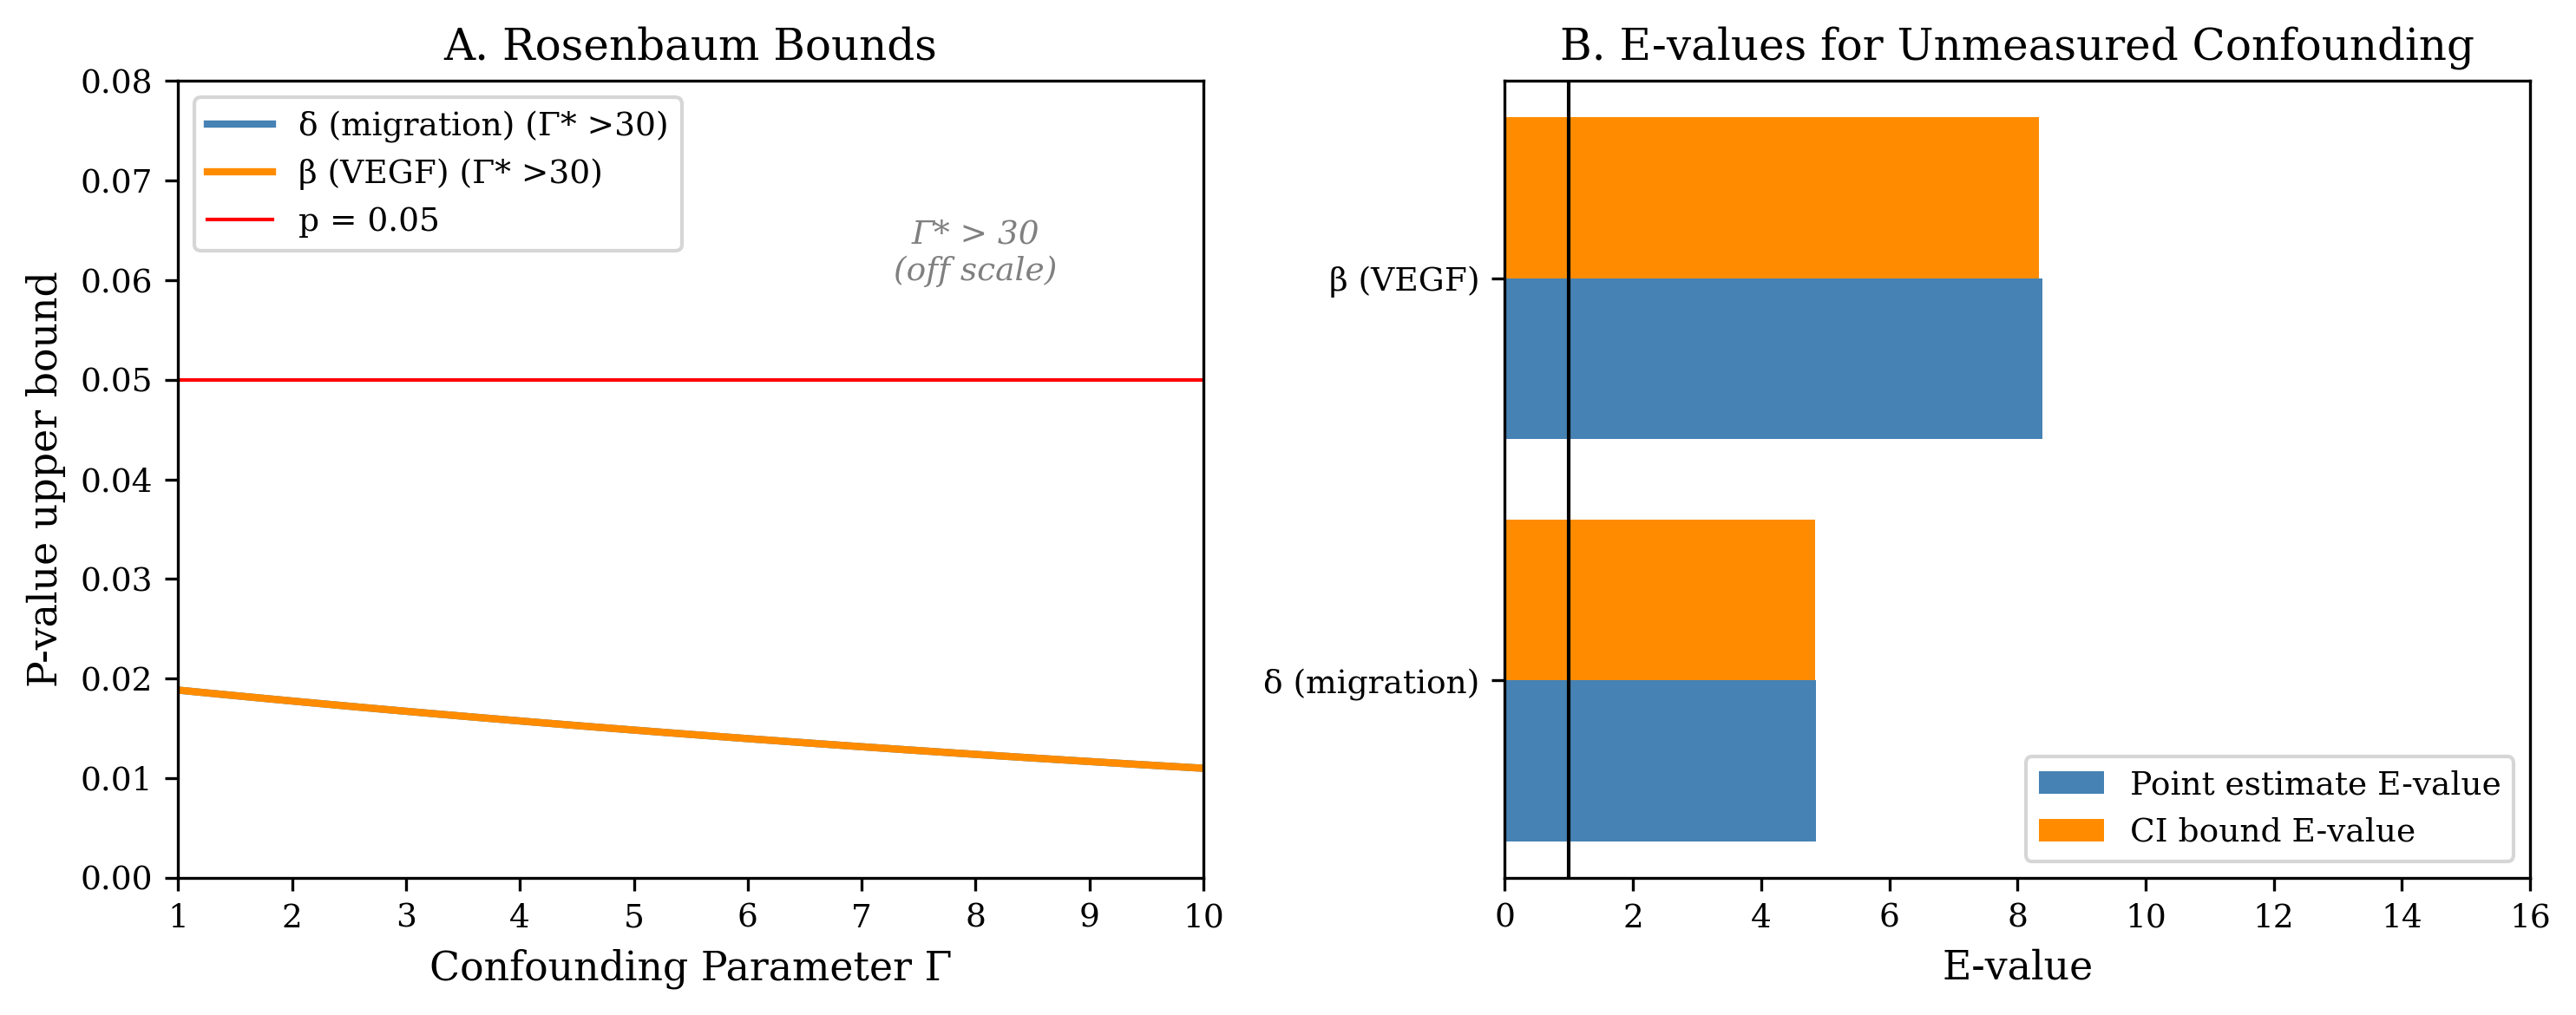 A. Rosenbaum Bounds
P-value upper bound
0.08
0.07
0.06
0.05
0.04
0.03
0.02
0.01
0.00
δ (migration) (Γ* >30)
β (VEGF) (Γ* >30)
p = 0.05
Γ* > 30
(off scale)
1 2 3 4 5 6 7 8 9 10
Confounding Parameter Γ
B. E-values for Unmeasured Confounding
β (VEGF)
δ (migration)
Point estimate E-value
CI bound E-value
0 2 4 6 8 10 12 14 16
E-value